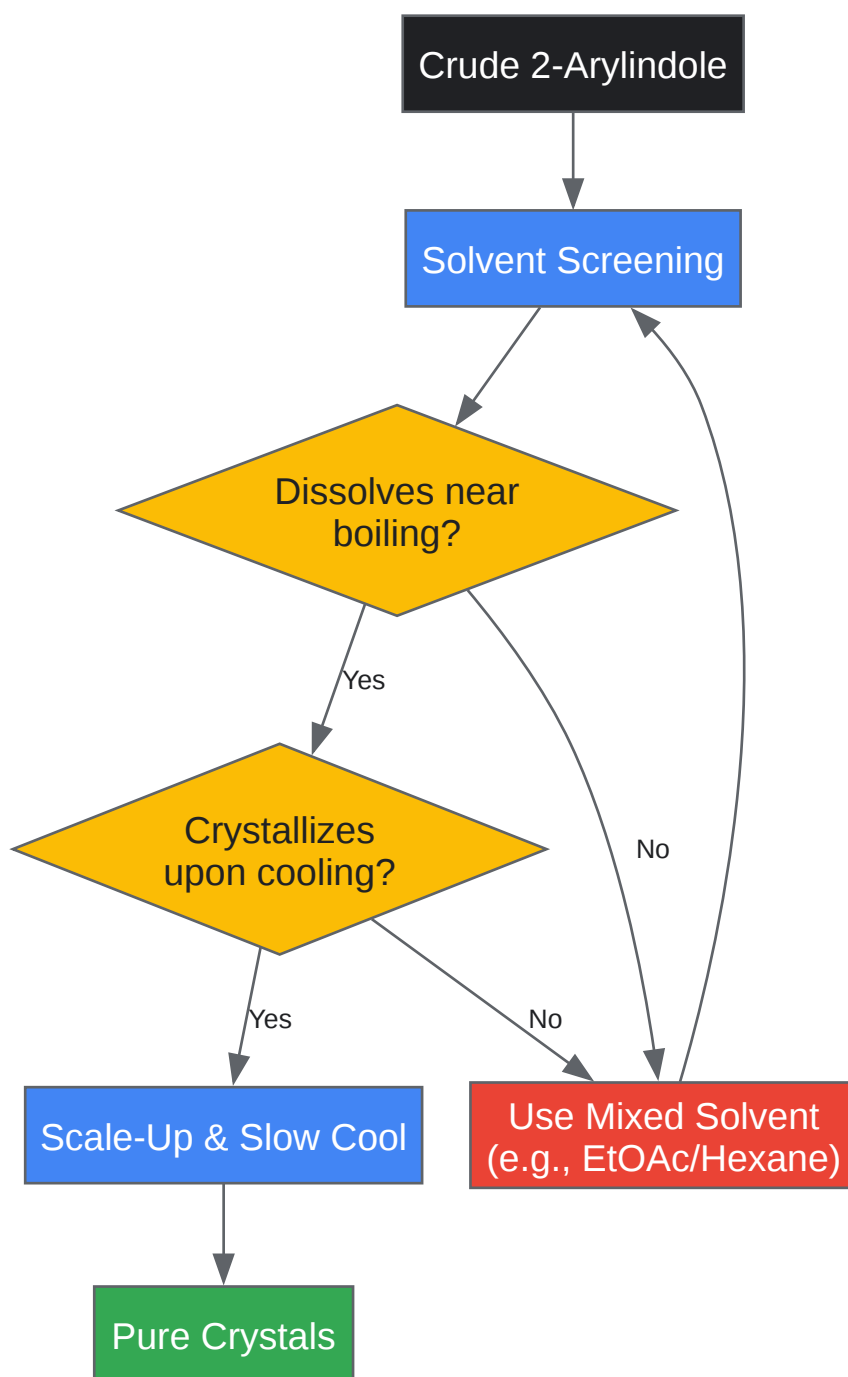 Crude 2-Arylindole
Solvent Screening
Dissolves near
boiling?
Yes
No
Crystallizes
upon cooling?
Yes
No
Scale-Up & Slow Cool
Use Mixed Solvent
(e.g., EtOAc/Hexane)
Pure Crystals